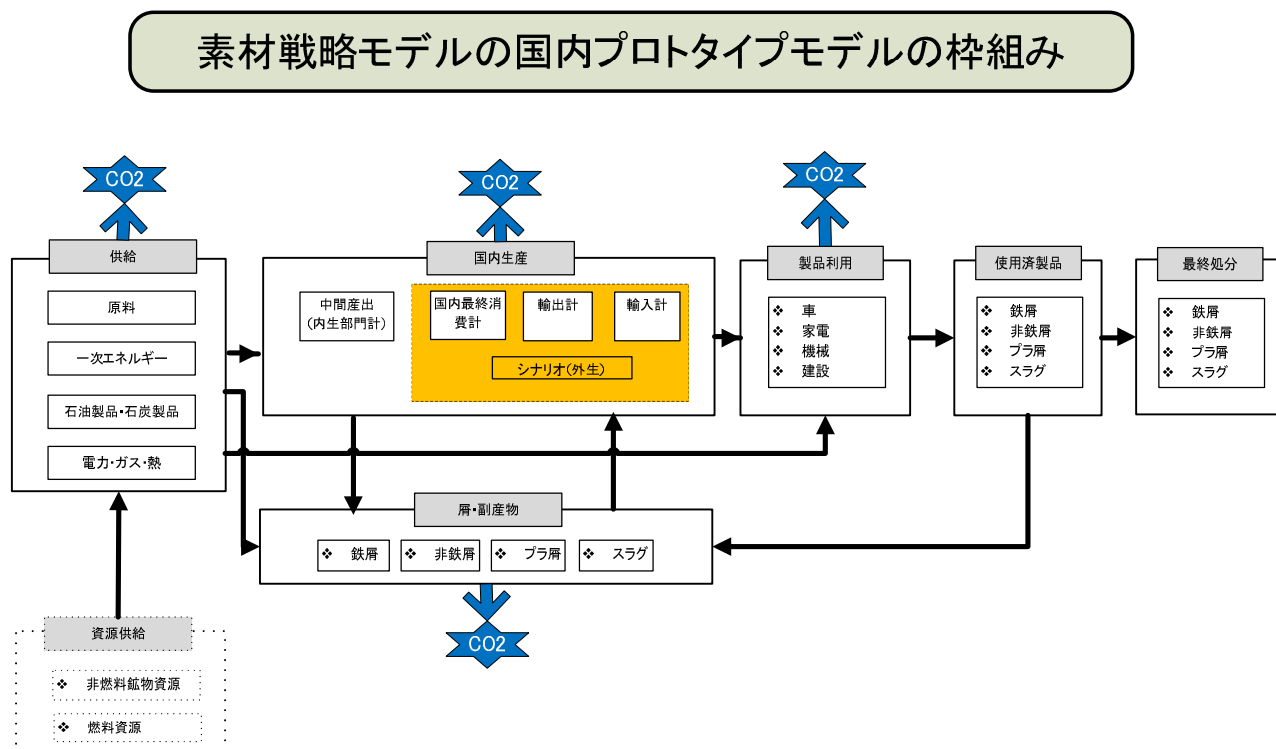 素材戦略モデルの国内プロトタイプモデルの枠組み
CO2
CO2
CO2
供給
原料
一次エネルギー
石油製品・石炭製品
電力・ガス・熱
国内生産
中間産出
(内生部門計)
国内最終消
費計
輸出計
輸入計
シナリオ(外生)
製品利用
❖ 車
❖ 家電
❖ 機械
❖ 建設
使用済製品
❖ 鉄屑
❖ 非鉄屑
❖ プラ屑
❖ スラグ
最終処分
❖ 鉄屑
❖ 非鉄屑
❖ プラ屑
❖ スラグ
屑・副産物
❖ 鉄屑
❖ 非鉄屑
❖ プラ屑
❖ スラグ
CO2
資源供給
❖ 非燃料鉱物資源
❖ 燃料資源